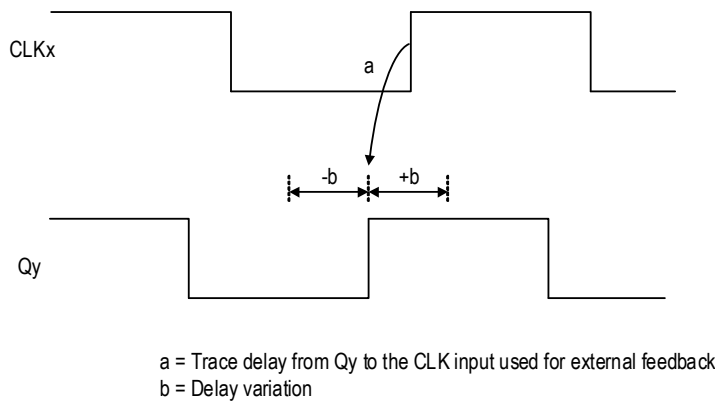 CLKx
a
-b
+b
Qy
a = Trace delay from Qy to the CLK input used for external feedback
b = Delay variation